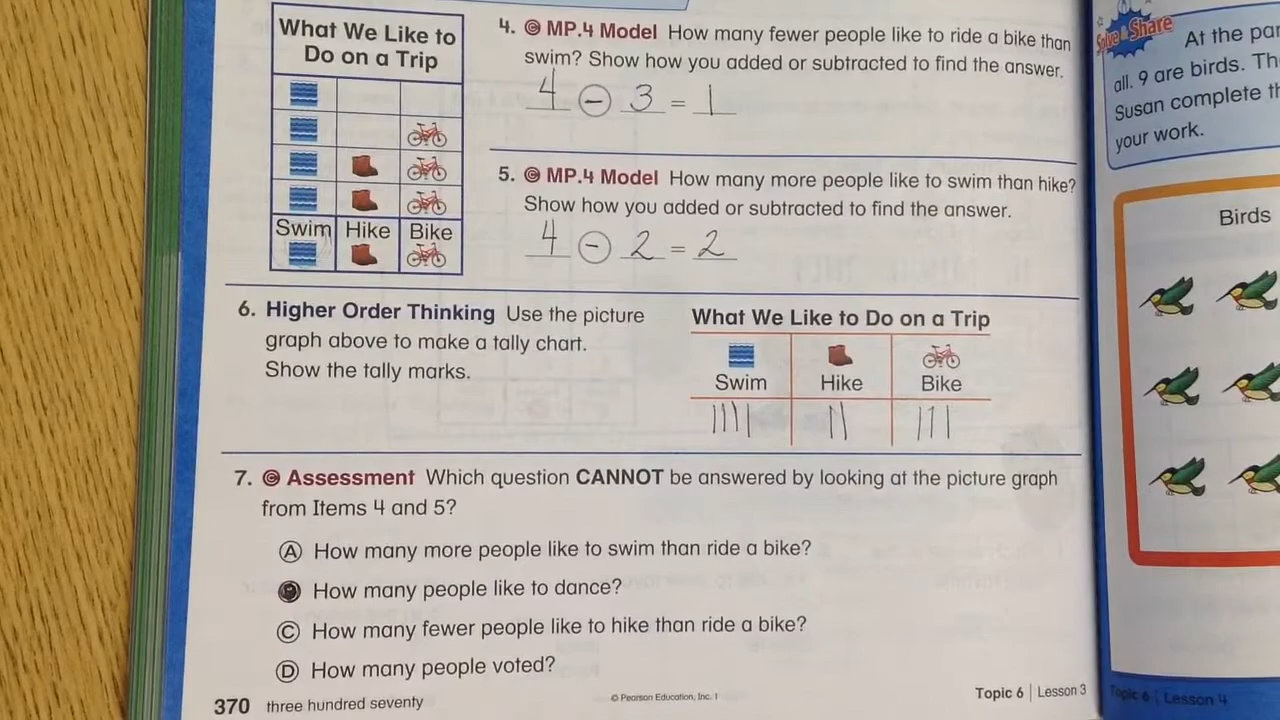 What We Like to
Do on a Trip
Swim Hike Bike
4. © MP.4 Model How many fewer people like to ride a bike than
swim? Show how you added or subtracted to find the answer.
4 − 3 = 1
5. © MP.4 Model How many more people like to swim than hike?
Show how you added or subtracted to find the answer.
4 − 2 = 2
6. Higher Order Thinking Use the picture
graph above to make a tally chart.
Show the tally marks.
What We Like to Do on a Trip
Swim Hike Bike
|||| || |||
7. © Assessment Which question CANNOT be answered by looking at the picture graph
from Items 4 and 5?
A How many more people like to swim than ride a bike?
How many people like to dance?
C How many fewer people like to hike than ride a bike?
D How many people voted?
370 three hundred seventy
© Pearson Education, Inc. 1
Topic 6 | Lesson 3
Solve & Share
At the
all. 9 are birds.
Susan complete
your work.
Birds
Topic 6 | Lesson 4